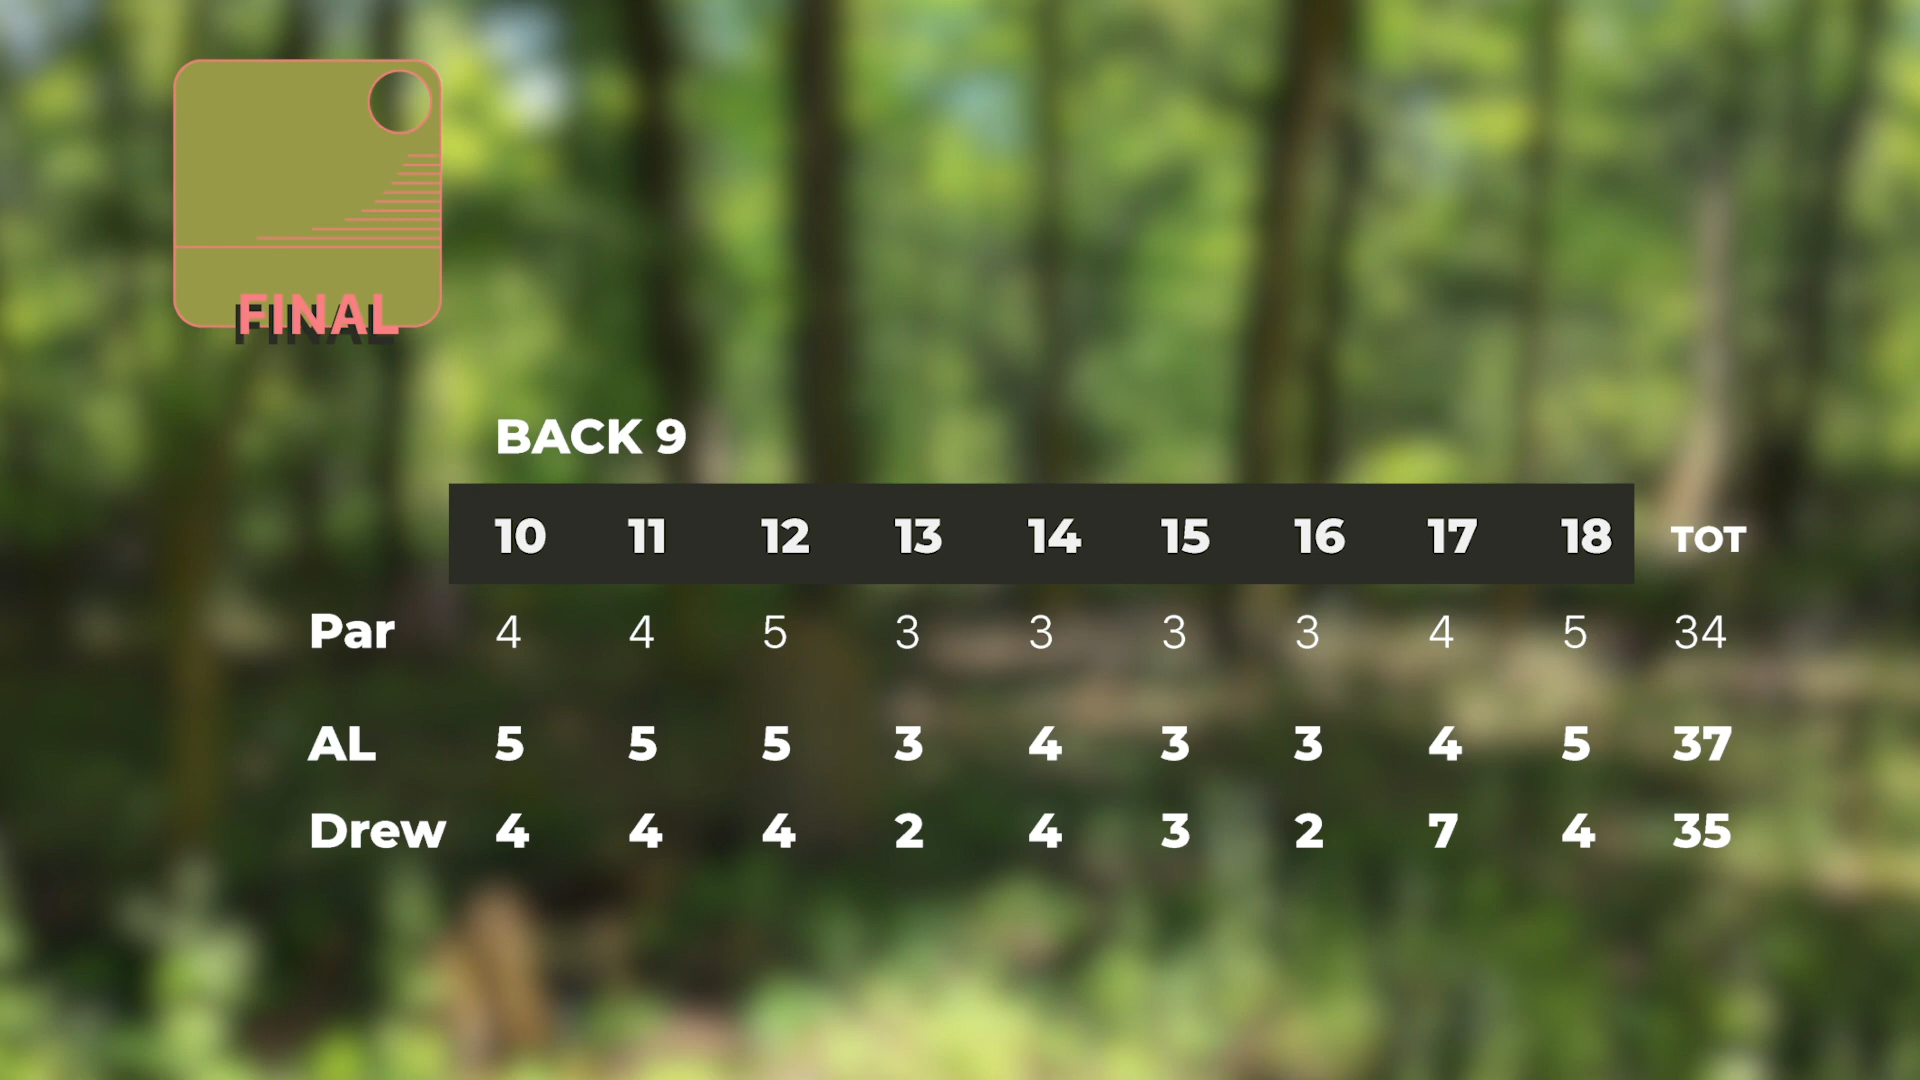 FINAL
BACK 9
10 11 12 13 14 15 16 17 18 TOT
Par 4 4 5 3 3 3 3 4 5 34
AL 5 5 5 3 4 3 3 4 5 37
Drew 4 4 4 2 4 3 2 7 4 35